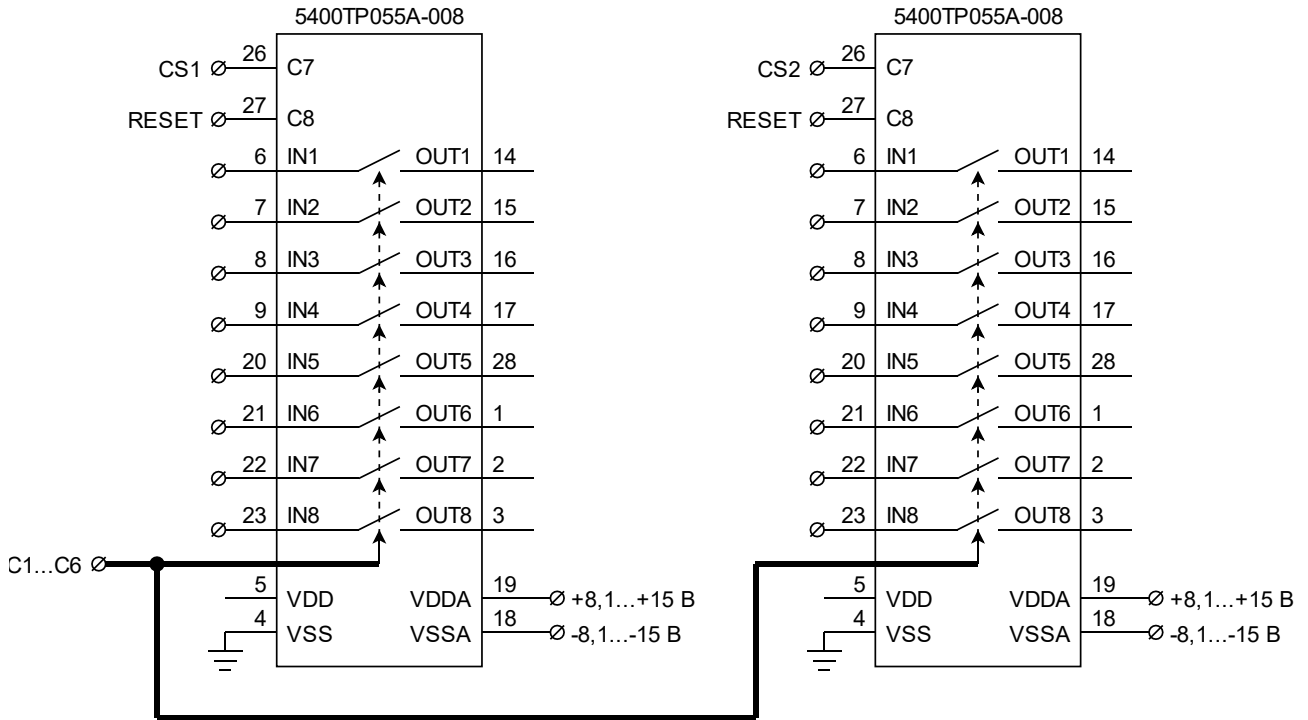 5400TP055A-008 5400TP055A-008
CS1 26 C7 CS2 26 C7
RESET 27 C8 RESET 27 C8
6 IN1 OUT1 14 6 IN1 OUT1 14
7 IN2 OUT2 15 7 IN2 OUT2 15
8 IN3 OUT3 16 8 IN3 OUT3 16
9 IN4 OUT4 17 9 IN4 OUT4 17
20 IN5 OUT5 28 20 IN5 OUT5 28
21 IN6 OUT6 1 21 IN6 OUT6 1
22 IN7 OUT7 2 22 IN7 OUT7 2
23 IN8 OUT8 3 23 IN8 OUT8 3
C1...C6
5 VDD VDDA 19 +8,1...+15 В 5 VDD VDDA 19 +8,1...+15 В
4 VSS VSSA 18 -8,1...-15 В 4 VSS VSSA 18 -8,1...-15 В